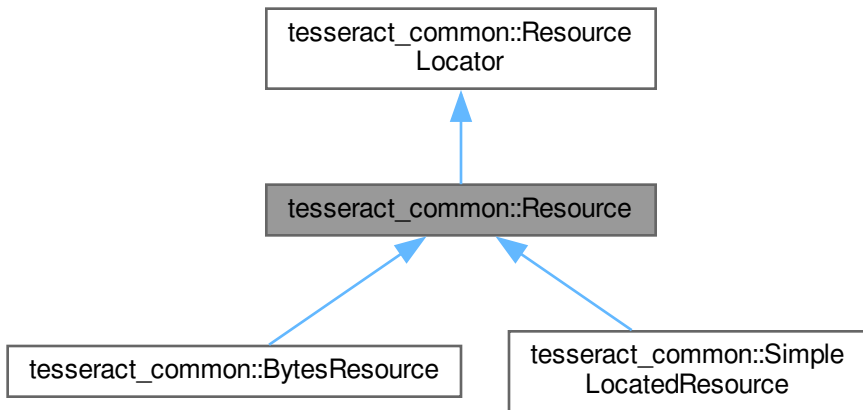 tesseract_common::Resource
Locator
tesseract_common::Resource
tesseract_common::BytesResource
tesseract_common::Simple
LocatedResource